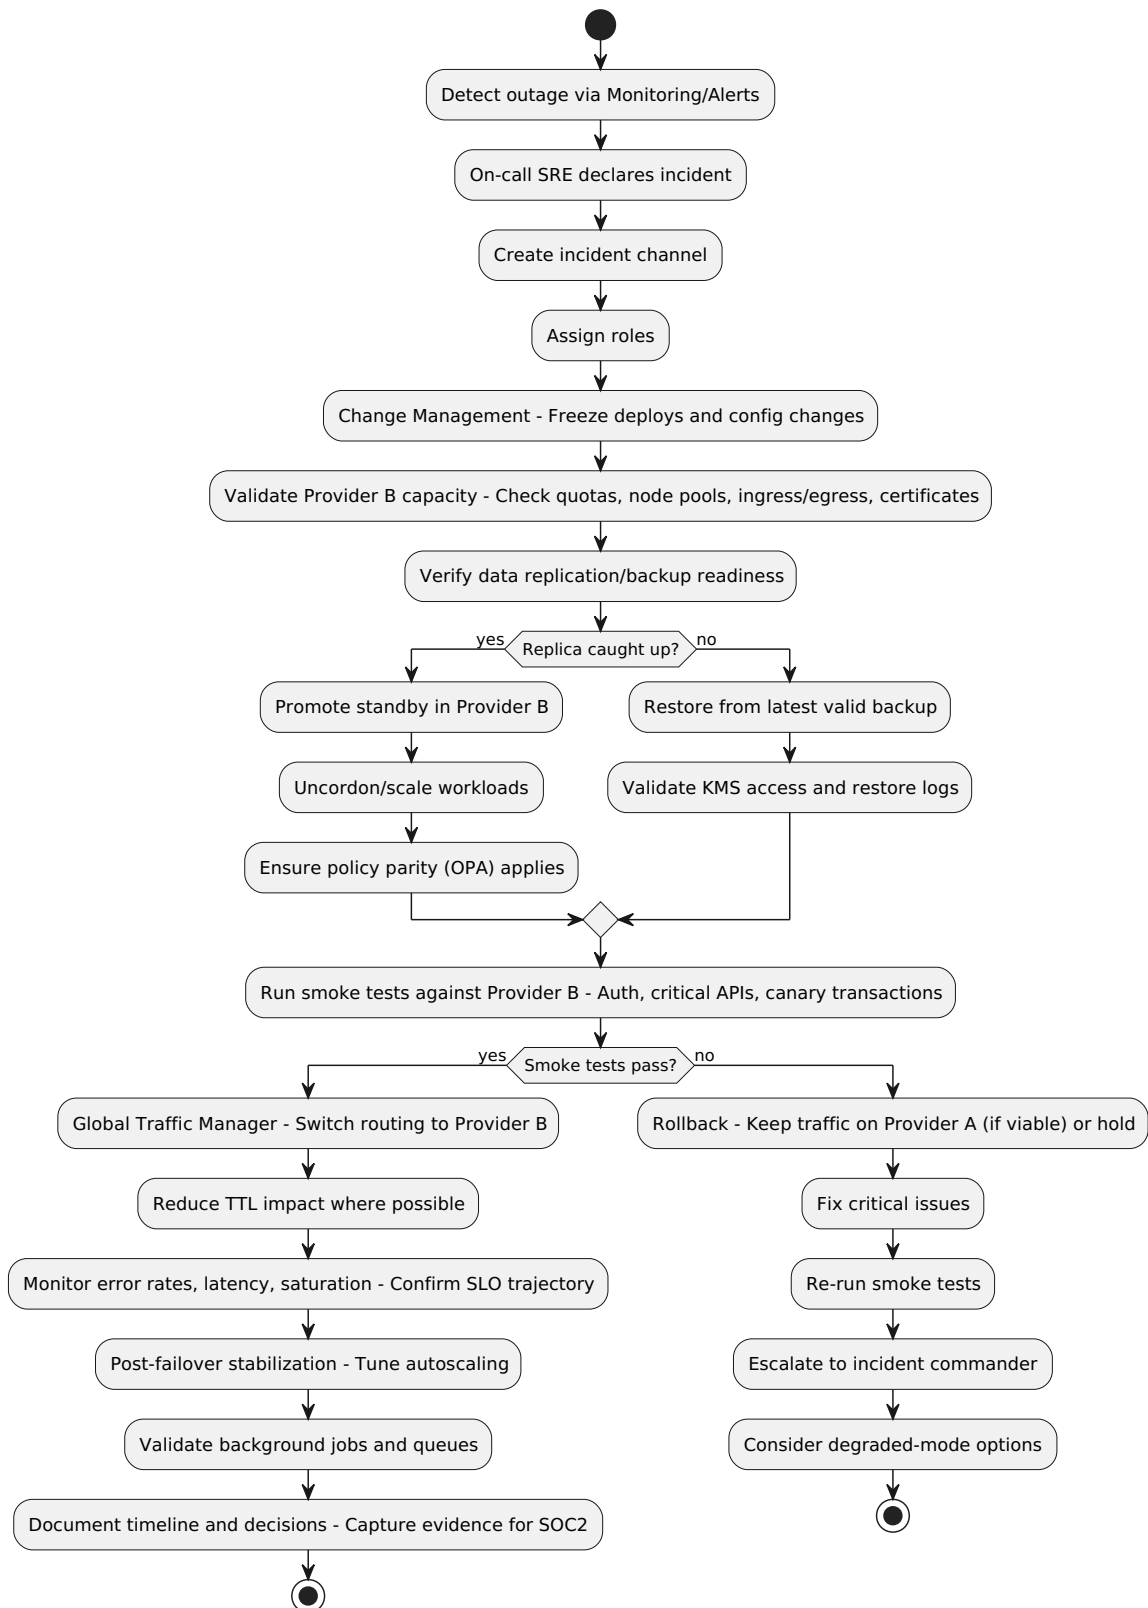 Detect outage via Monitoring/Alerts
On-call SRE declares incident
Create incident channel
Assign roles
Change Management - Freeze deploys and config changes
Validate Provider B capacity - Check quotas, node pools, ingress/egress, certificates
Verify data replication/backup readiness
yes
Replica caught up?
no
Promote standby in Provider B
Uncordon/scale workloads
Ensure policy parity (OPA) applies
Restore from latest valid backup
Validate KMS access and restore logs
Run smoke tests against Provider B - Auth, critical APIs, canary transactions
yes
Smoke tests pass?
no
Global Traffic Manager - Switch routing to Provider B
Reduce TTL impact where possible
Monitor error rates, latency, saturation - Confirm SLO trajectory
Post-failover stabilization - Tune autoscaling
Validate background jobs and queues
Document timeline and decisions - Capture evidence for SOC2
Rollback - Keep traffic on Provider A (if viable) or hold
Fix critical issues
Re-run smoke tests
Escalate to incident commander
Consider degraded-mode options